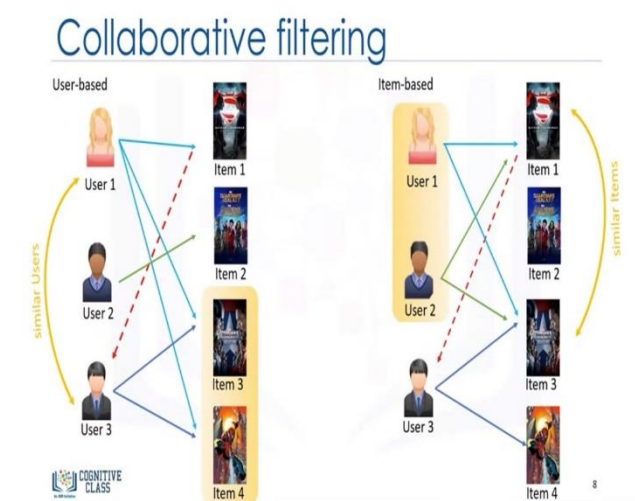 Collaborative filtering
User-based
User 1
User 2
User 3
similar Users
Item 1
Item 2
Item 3
Item 4
Item-based
User 1
User 2
User 3
Item 1
Item 2
Item 3
Item 4
similar Items
COGNITIVE
CLASS
8